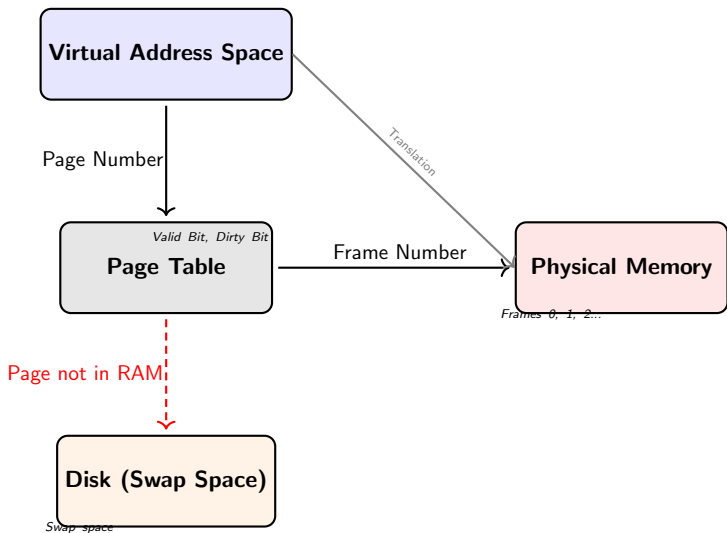 Virtual Address Space
Translation
Page Number
Valid Bit, Dirty Bit
Page Table
Frame Number
Physical Memory
Frames 0, 1, 2...
Page not in RAM
Disk (Swap Space)
Swap space